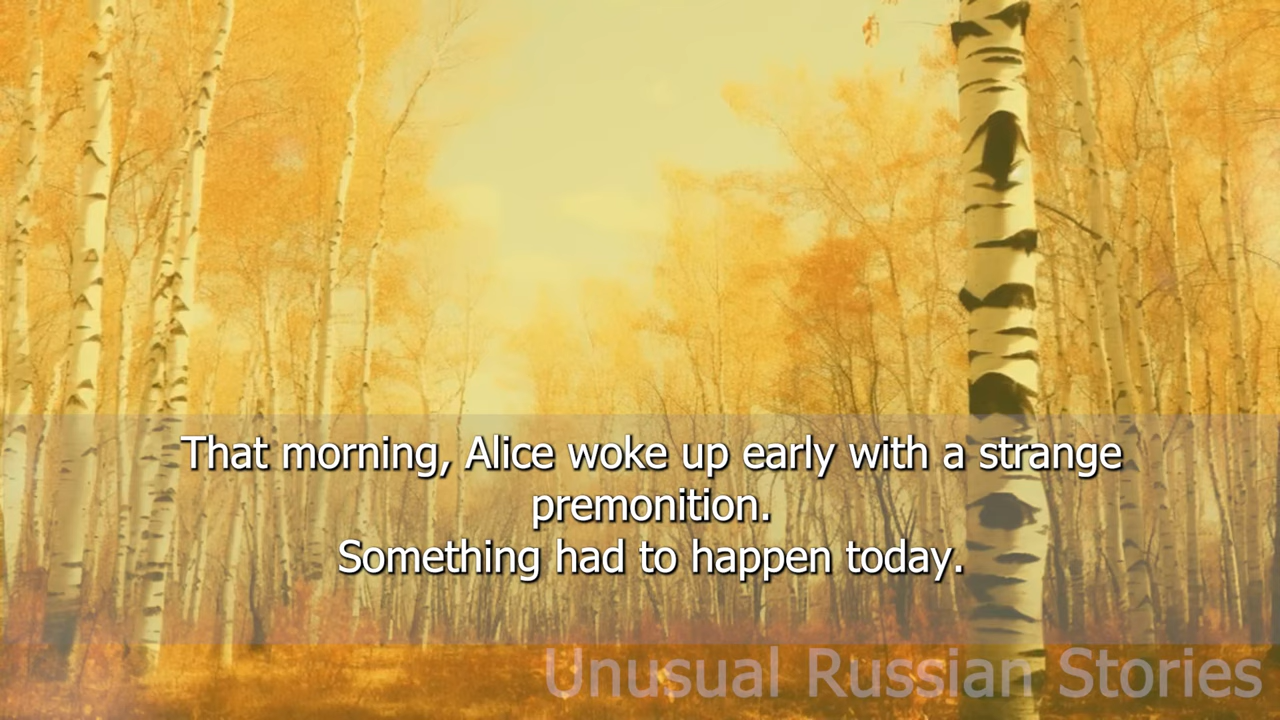 That morning, Alice woke up early with a strange
premonition.
Something had to happen today.
Unusual Russian Stories